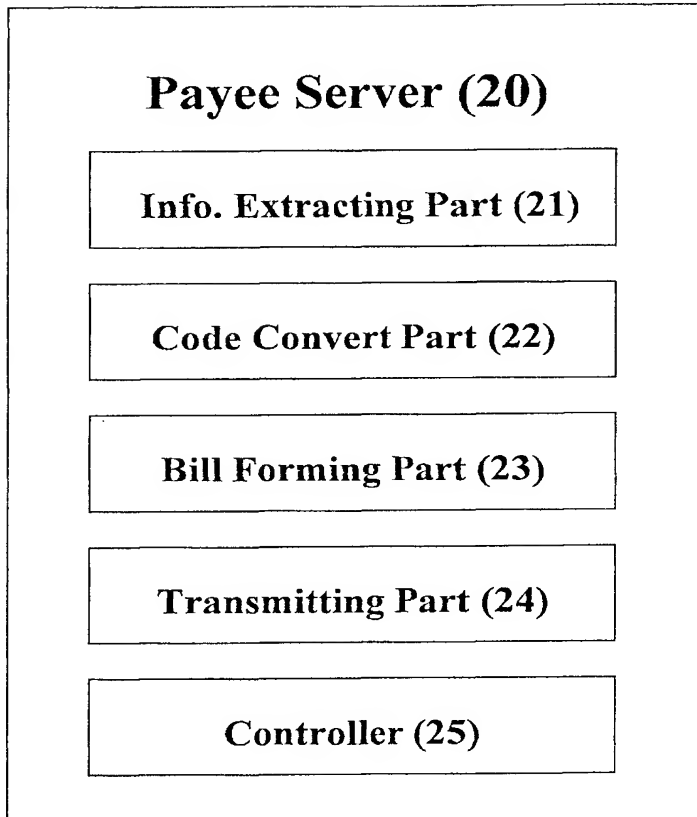 Payee Server (20)
Info. Extracting Part (21)
Code Convert Part (22)
Bill Forming Part (23)
Transmitting Part (24)
Controller (25)